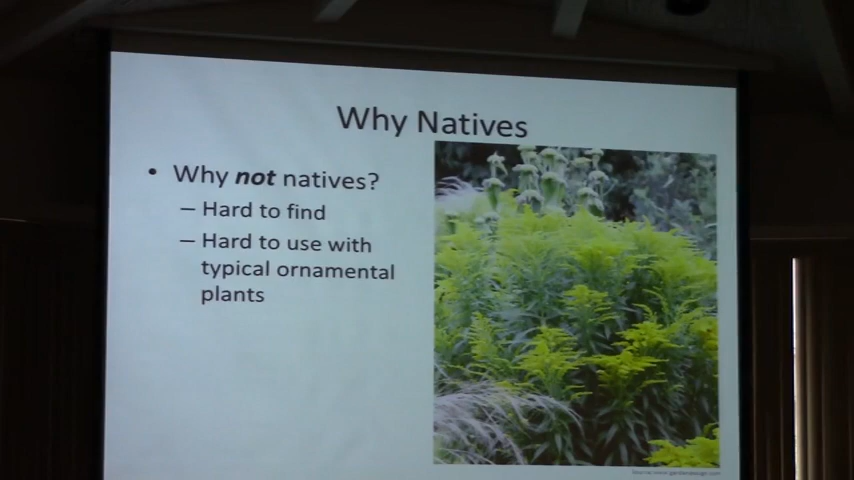 Why Natives
• Why not natives?
– Hard to find
– Hard to use with
typical ornamental
plants